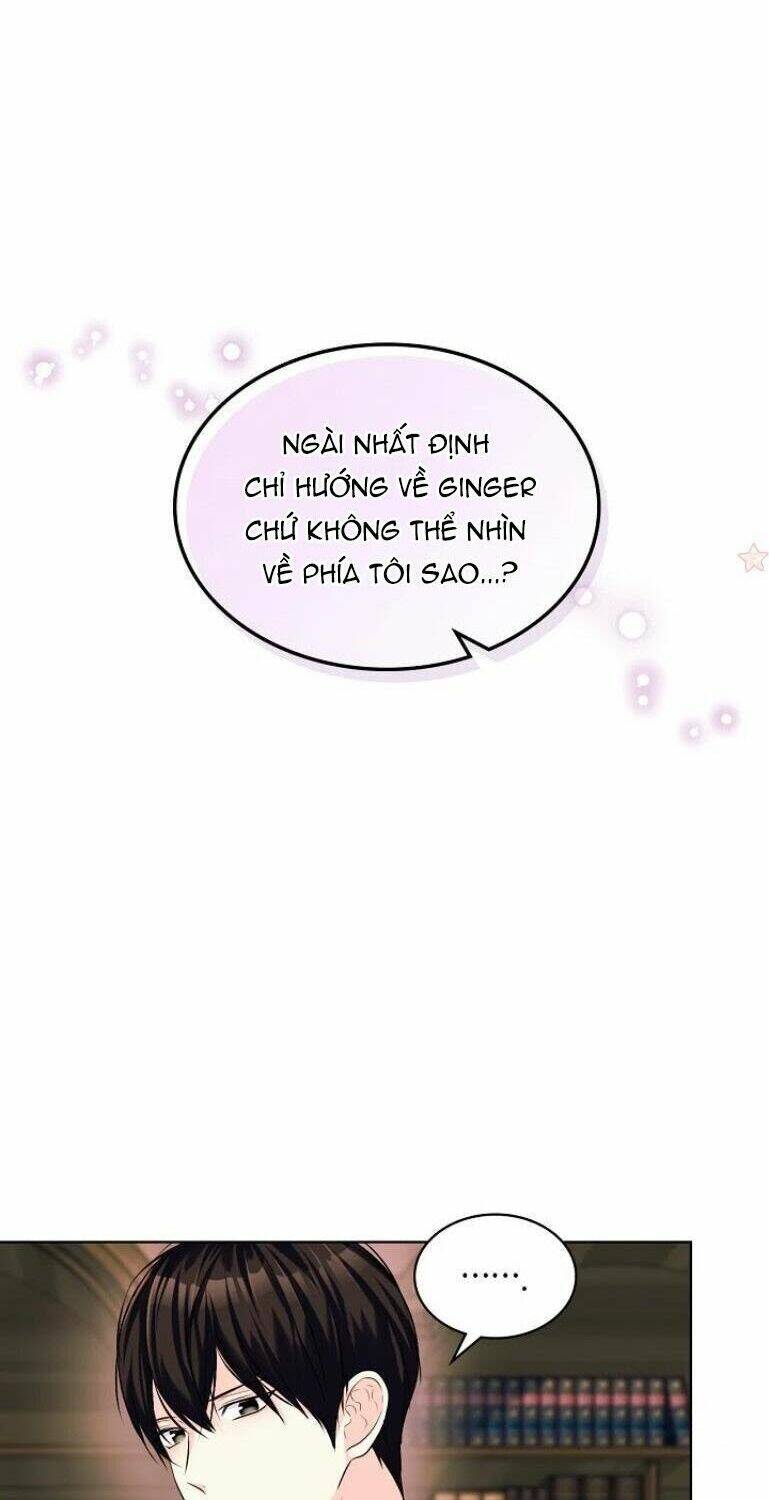 NGÀI NHẤT ĐỊNH
CHỈ HƯỚNG VỀ GINGER
CHỨ KHÔNG THỂ NHÌN
VỀ PHÍA TÔI SAO...?
.......